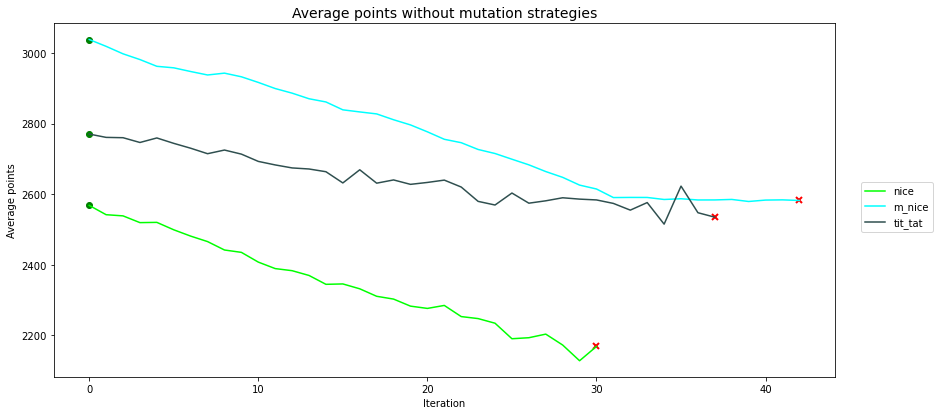 Average points without mutation strategies
3000
2800
2600
2400
2200
Average points
0
10
20
30
40
Iteration
nice
m_nice
tit_tat